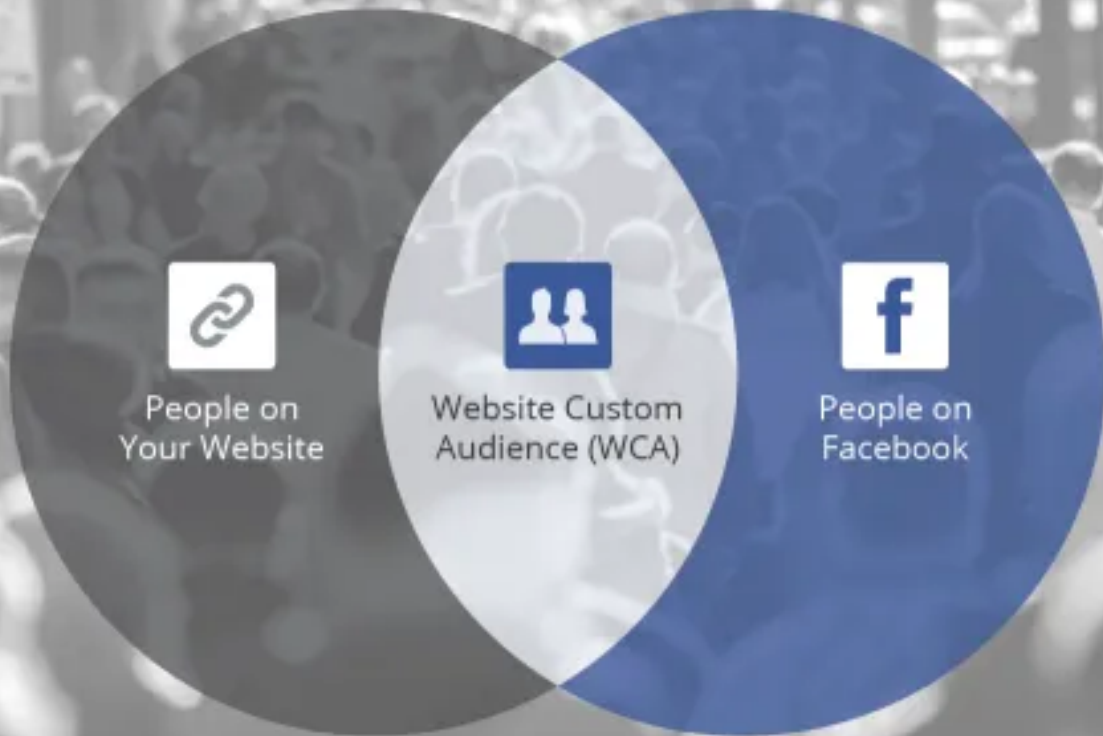 People on
Your Website
Website Custom
Audience (WCA)
f
People on
Facebook